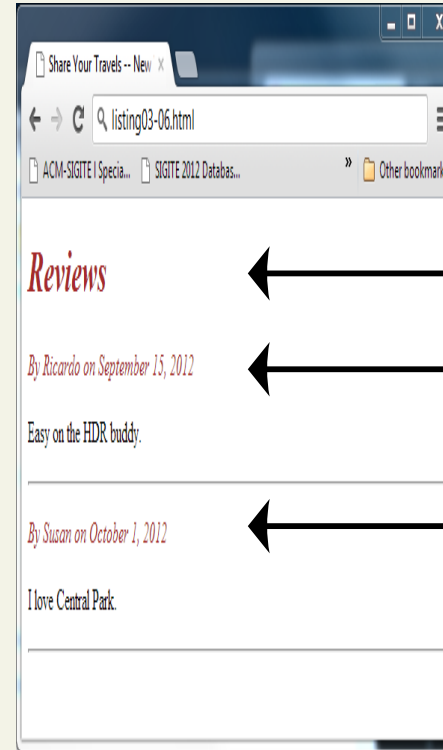 Share Your Travels -- New
listing03-06.html
ACM-SIGITE | Specia... SIGITE 2012 Databas... » Other bookmark
Reviews
By Ricardo on September 15, 2012
Easy on the HDR buddy.
By Susan on October 1, 2012
I love Central Park.